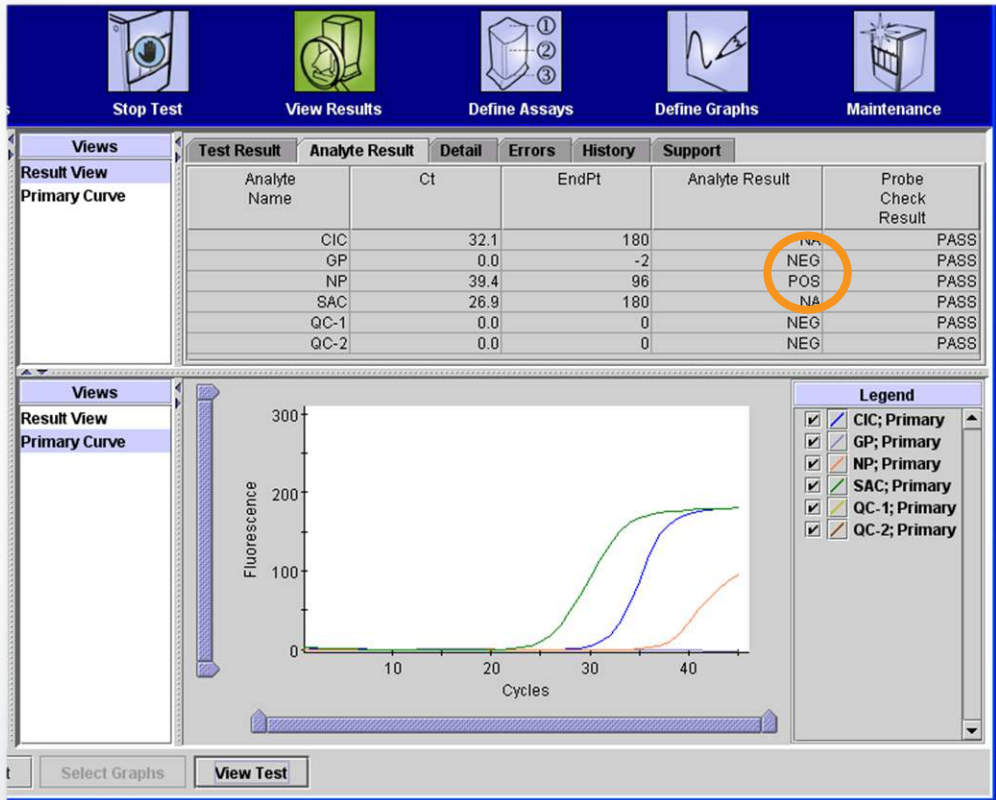 ①
②
③
Stop Test View Results Define Assays Define Graphs Maintenance
Views
Result View
Primary Curve
Test Result Analyte Result Detail Errors History Support
Analyte Name Ct EndPt Analyte Result Probe Check Result
CIC 32.1 180 NA PASS
GP 0.0 -2 NEG PASS
NP 39.4 96 POS PASS
SAC 26.9 180 NA PASS
QC-1 0.0 0 NEG PASS
QC-2 0.0 0 NEG PASS
Views
Result View
Primary Curve
300
200
100
0
Fluorescence
10 20 30 40
Cycles
Legend
CIC; Primary
GP; Primary
NP; Primary
SAC; Primary
QC-1; Primary
QC-2; Primary
Select Graphs View Test